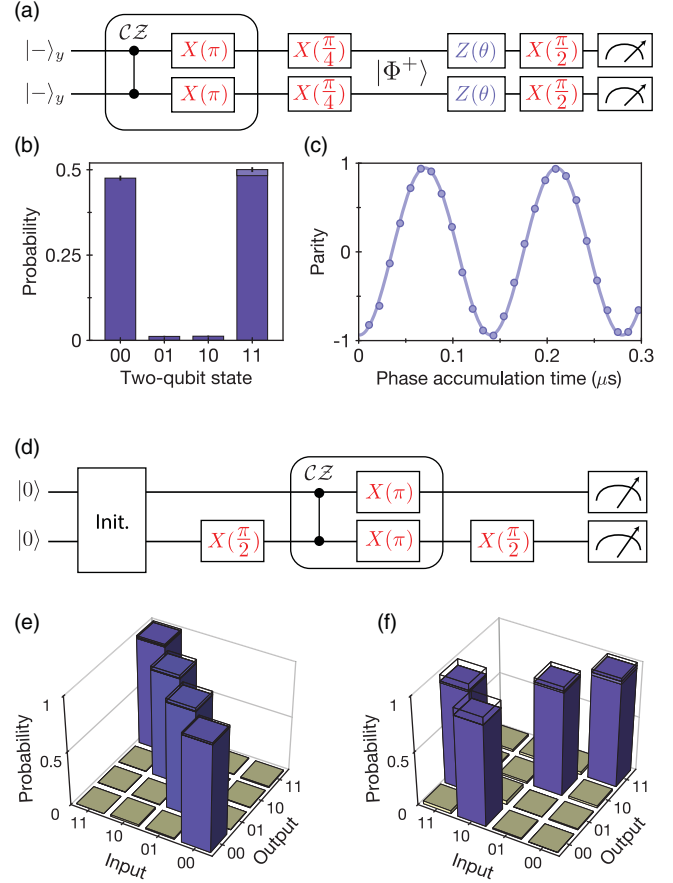 (a)
𝒞𝒵
|−⟩y X(π) X(π/4) Z(θ) X(π/2)
|Φ⁺⟩
|−⟩y X(π) X(π/4) Z(θ) X(π/2)
(b)
0.5
0.25
0
Probability
00 01 10 11
Two-qubit state
(c)
1
0
-1
Parity
0 0.1 0.2 0.3
Phase accumulation time (μs)
(d)
𝒞𝒵
|0⟩ X(π)
Init.
|0⟩ X(π/2) X(π) X(π/2)
(e)
1
0.5
0
Probability
11 10 01 00
Input
00 01 10 11
Output
(f)
1
0.5
0
Probability
11 10 01 00
Input
00 01 10 11
Output